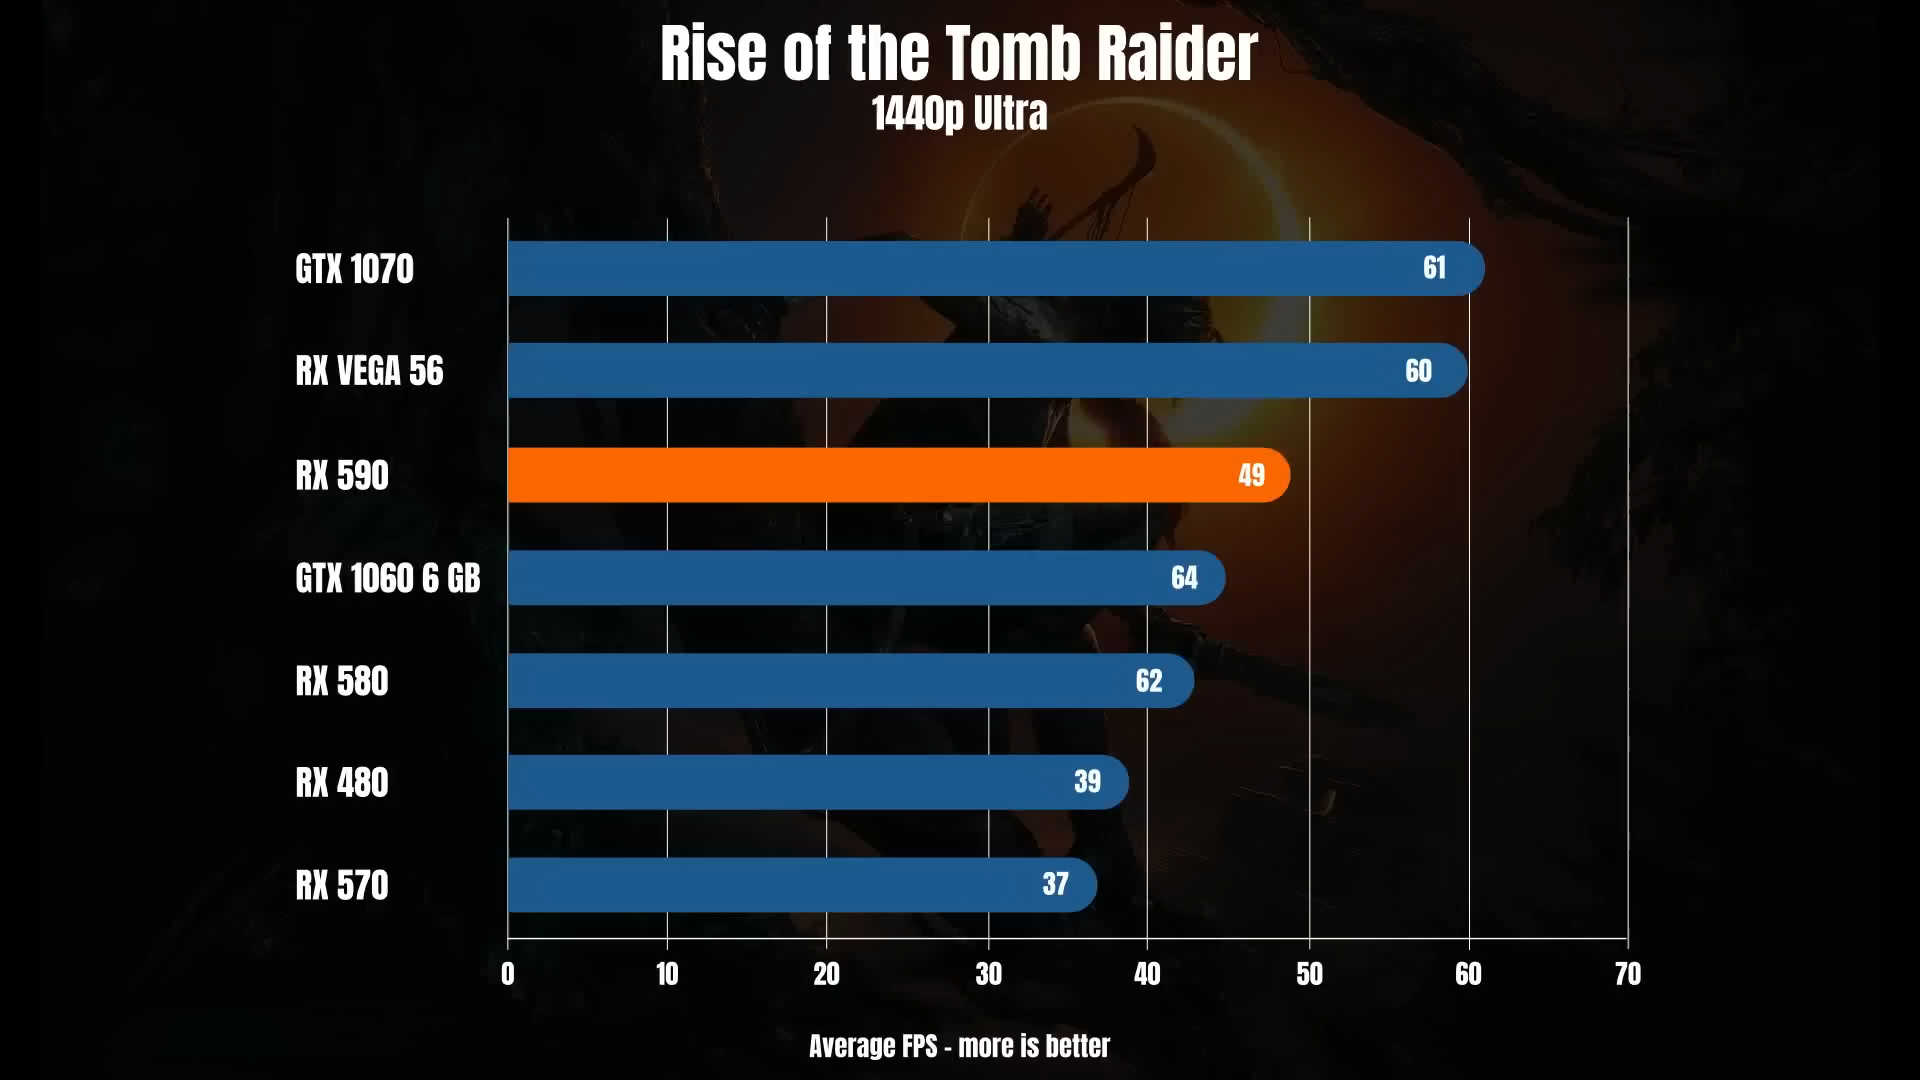 Rise of the Tomb Raider
1440p Ultra
GTX 1070 61
RX VEGA 56 60
RX 590 49
GTX 1060 6 GB 64
RX 580 62
RX 480 39
RX 570 37
0 10 20 30 40 50 60 70
Average FPS - more is better